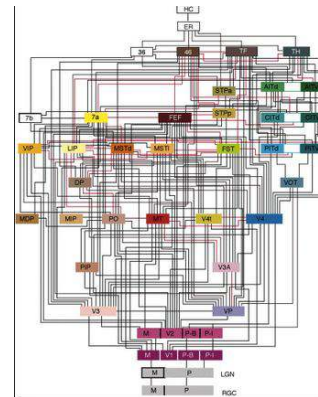 HC
ER
36 46 TF TH
STPa AITd
7b 7a FEF STPp CITd
VIP LIP MSTd MSTl FST PITd
DP VOT
MDP MIP PO MT V4t V4
PIP V3A
V3 VP
M V2 P-B P-I
M V1 P-B P-I
M P LGN
M P RGC